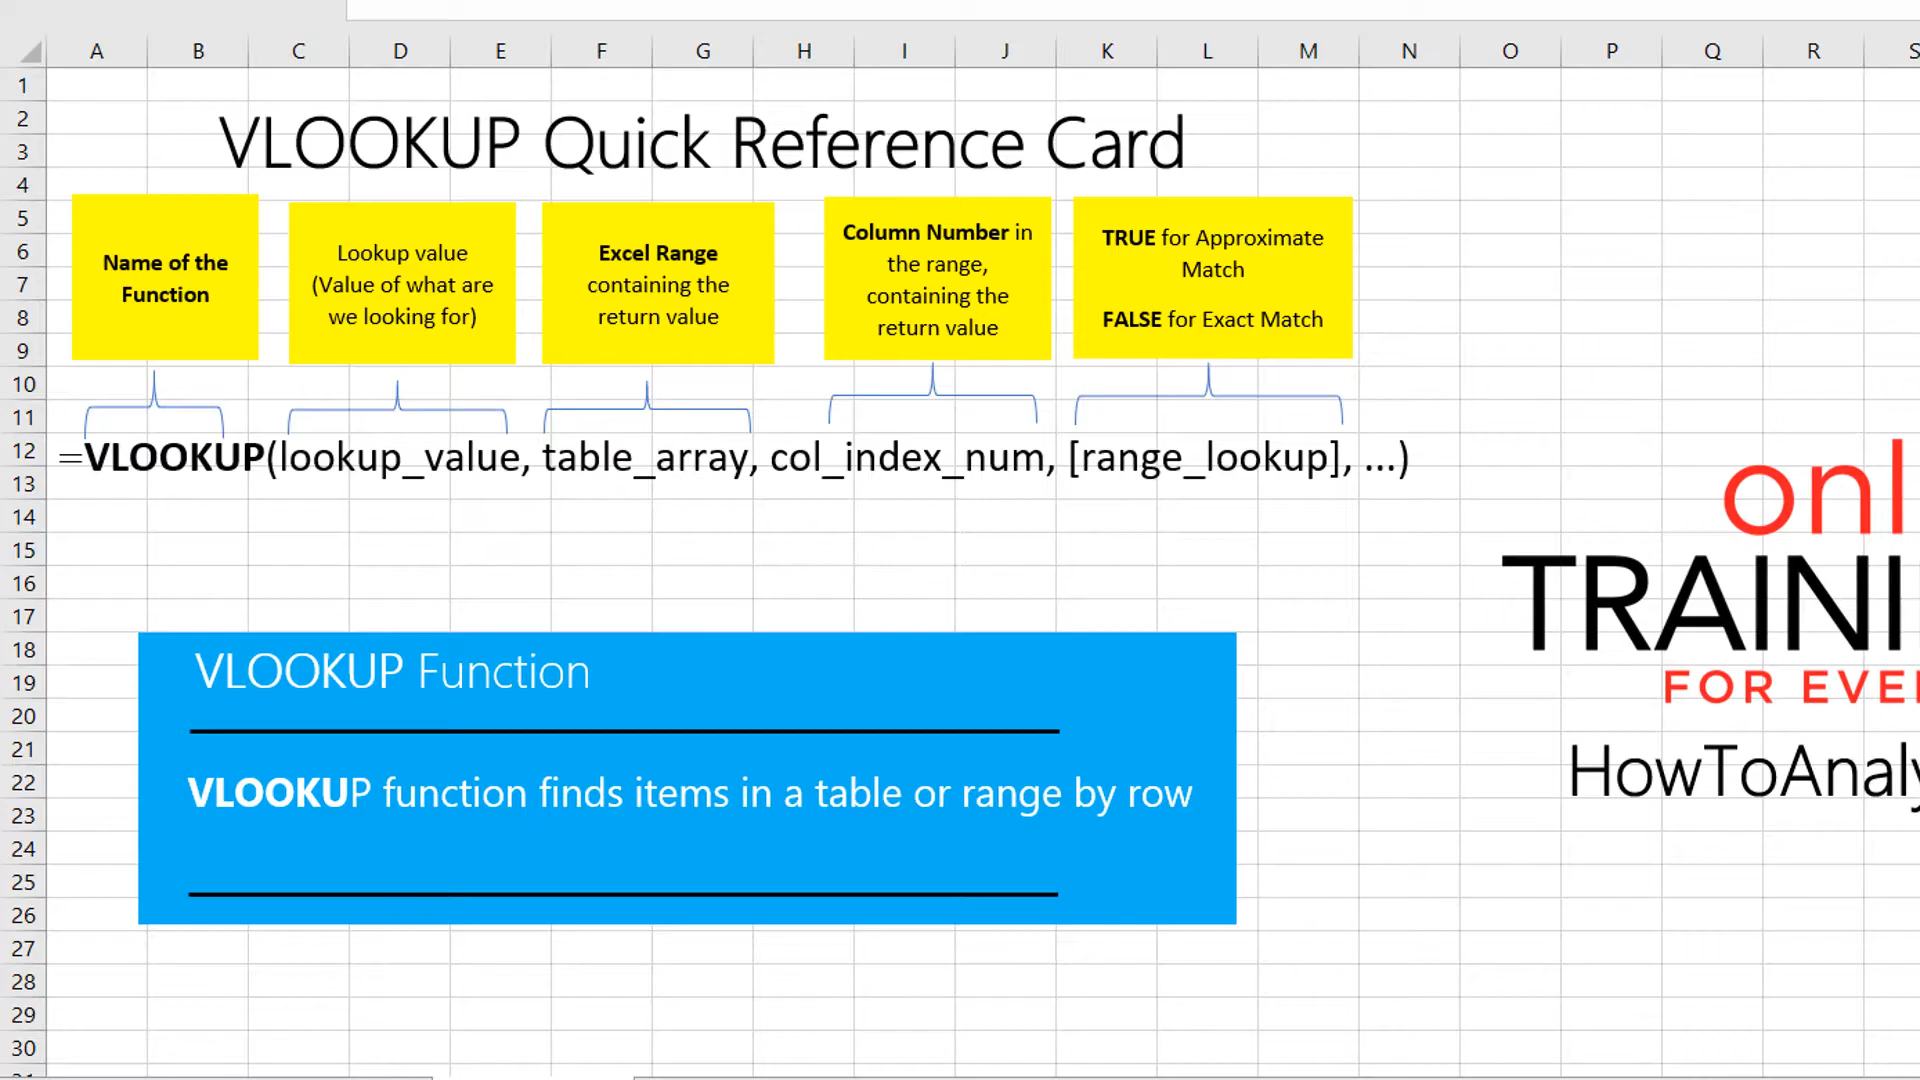 A B C D E F G H I J K L M N O P Q R S
1
2
3
4
5
6
7
8
9
10
11
12
13
14
15
16
17
18
19
20
21
22
23
24
25
26
27
28
29
30
VLOOKUP Quick Reference Card
Name of the
Function
Lookup value
(Value of what are
we looking for)
Excel Range
containing the
return value
Column Number in
the range,
containing the
return value
TRUE for Approximate
Match
FALSE for Exact Match
=VLOOKUP(lookup_value, table_array, col_index_num, [range_lookup], ...)
VLOOKUP Function
VLOOKUP function finds items in a table or range by row
onl
TRAINI
FOR EVE
HowToAnaly